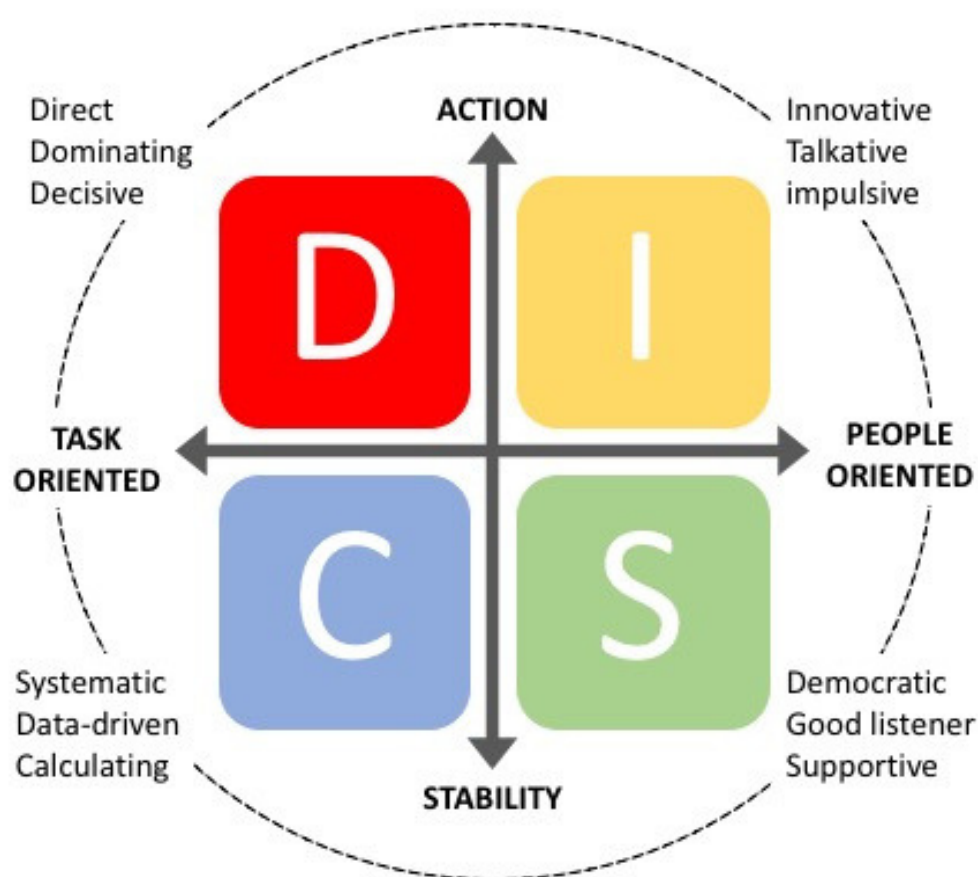 Direct
Dominating
Decisive
ACTION
Innovative
Talkative
impulsive
D
I
TASK
ORIENTED
PEOPLE
ORIENTED
C
S
Systematic
Data-driven
Calculating
STABILITY
Democratic
Good listener
Supportive